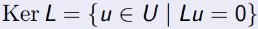 Ker L = {u ∈ U | Lu = 0}